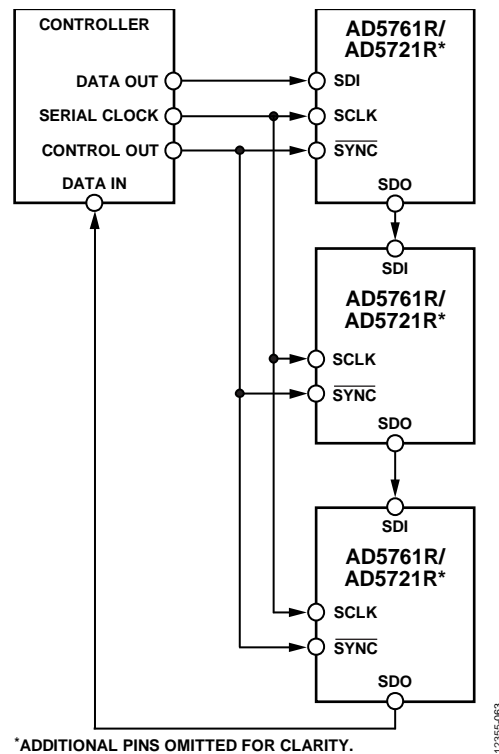 CONTROLLER
DATA OUT
SERIAL CLOCK
CONTROL OUT
DATA IN
AD5761R/
AD5721R*
SDI
SCLK
SYNC
SDO
SDI
AD5761R/
AD5721R*
SCLK
SYNC
SDO
SDI
AD5761R/
AD5721R*
SCLK
SYNC
SDO
*ADDITIONAL PINS OMITTED FOR CLARITY.
12355-063